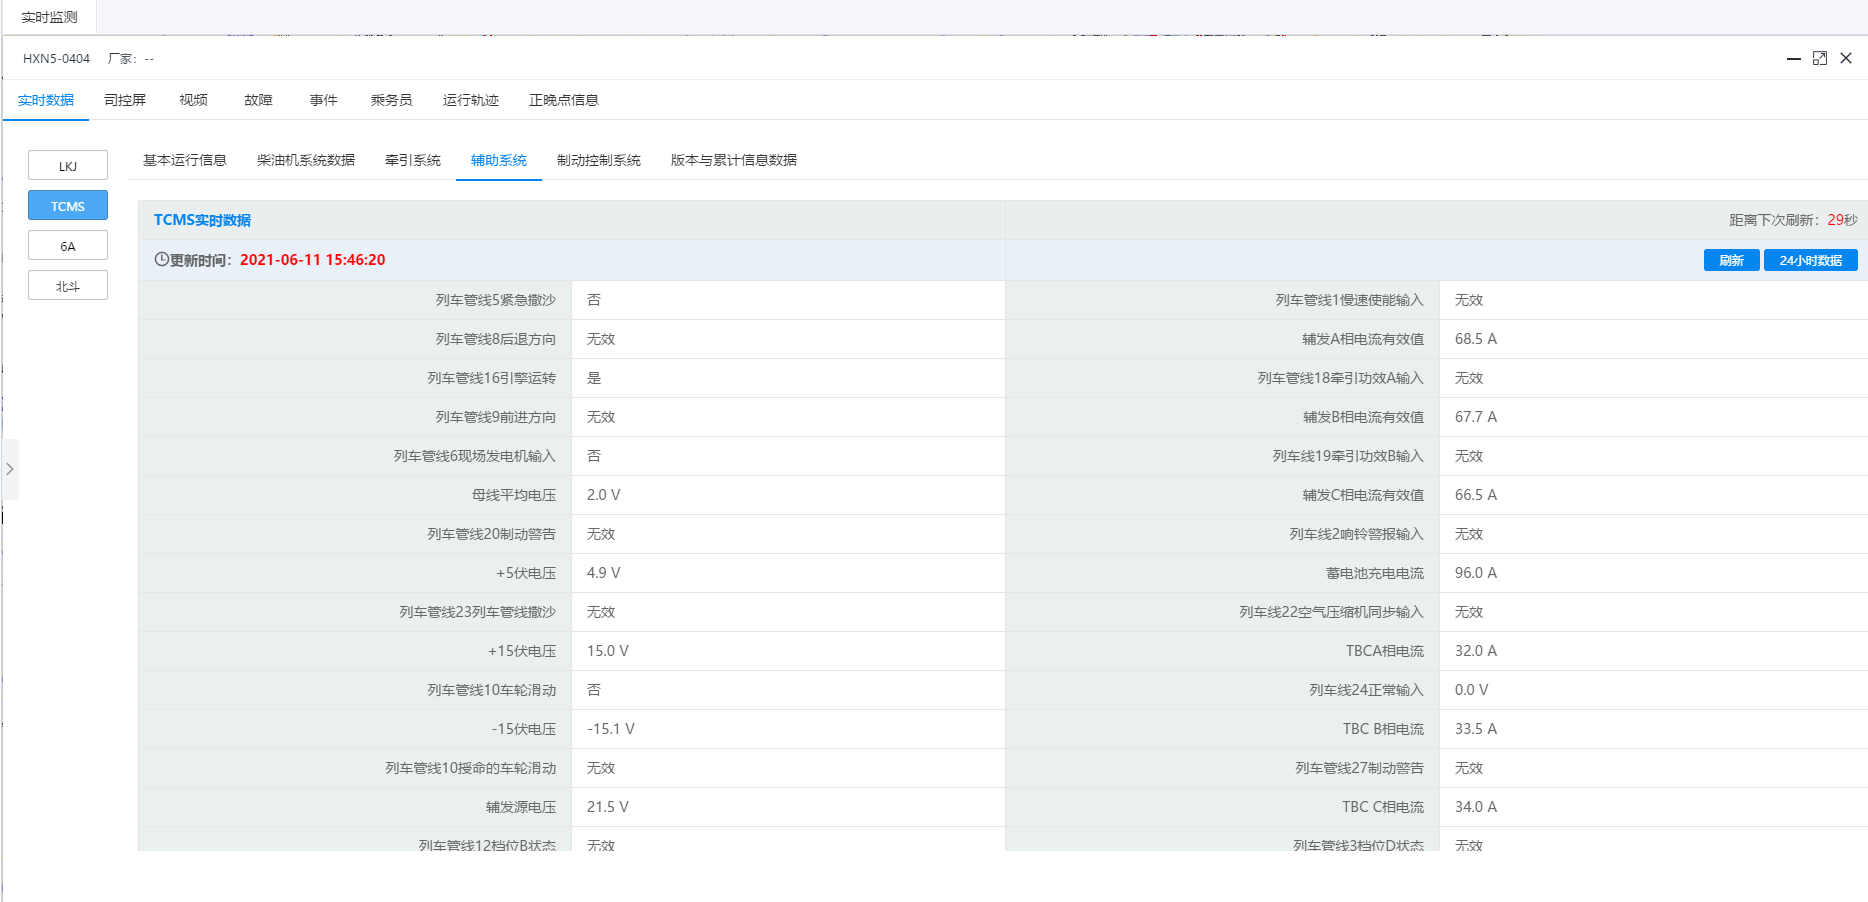 实时监测
HXN5-0404 厂家：--
实时数据 司控屏 视频 故障 事件 乘务员 运行轨迹 正晚点信息
LKJ
TCMS
6A
北斗
基本运行信息 柴油机系统数据 牵引系统 辅助系统 制动控制系统 版本与累计信息数据
TCMS实时数据 距离下次刷新：29秒
更新时间：2021-06-11 15:46:20 刷新 24小时数据
列车管线5紧急撒沙 否 列车管线1慢速使能输入 无效
列车管线8后退方向 无效 辅发A相电流有效值 68.5 A
列车管线16引擎运转 是 列车管线18牵引功效A输入 无效
列车管线9前进方向 无效 辅发B相电流有效值 67.7 A
列车管线6现场发电机输入 否 列车线19牵引功效B输入 无效
母线平均电压 2.0 V 辅发C相电流有效值 66.5 A
列车管线20制动警告 无效 列车线2响铃警报输入 无效
+5伏电压 4.9 V 蓄电池充电电流 96.0 A
列车管线23列车管线撒沙 无效 列车线22空气压缩机同步输入 无效
+15伏电压 15.0 V TBCA相电流 32.0 A
列车管线10车轮滑动 否 列车线24正常输入 0.0 V
-15伏电压 -15.1 V TBC B相电流 33.5 A
列车管线10授命的车轮滑动 无效 列车管线27制动警告 无效
辅发源电压 21.5 V TBC C相电流 34.0 A
列车管线12档位B状态 无效 列车管线3档位D状态 无效